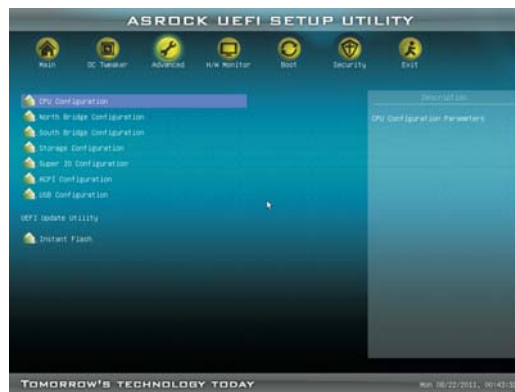 ASROCK UEFI SETUP UTILITY
Main
OC Tweaker
Advanced
H/W Monitor
Boot
Security
Exit
CPU Configuration
North Bridge Configuration
South Bridge Configuration
Storage Configuration
Super IO Configuration
ACPI Configuration
USB Configuration
UEFI Update Utility
Instant Flash
Description
CPU Configuration Parameters
TOMORROW'S TECHNOLOGY TODAY
Mon 08/22/2011,